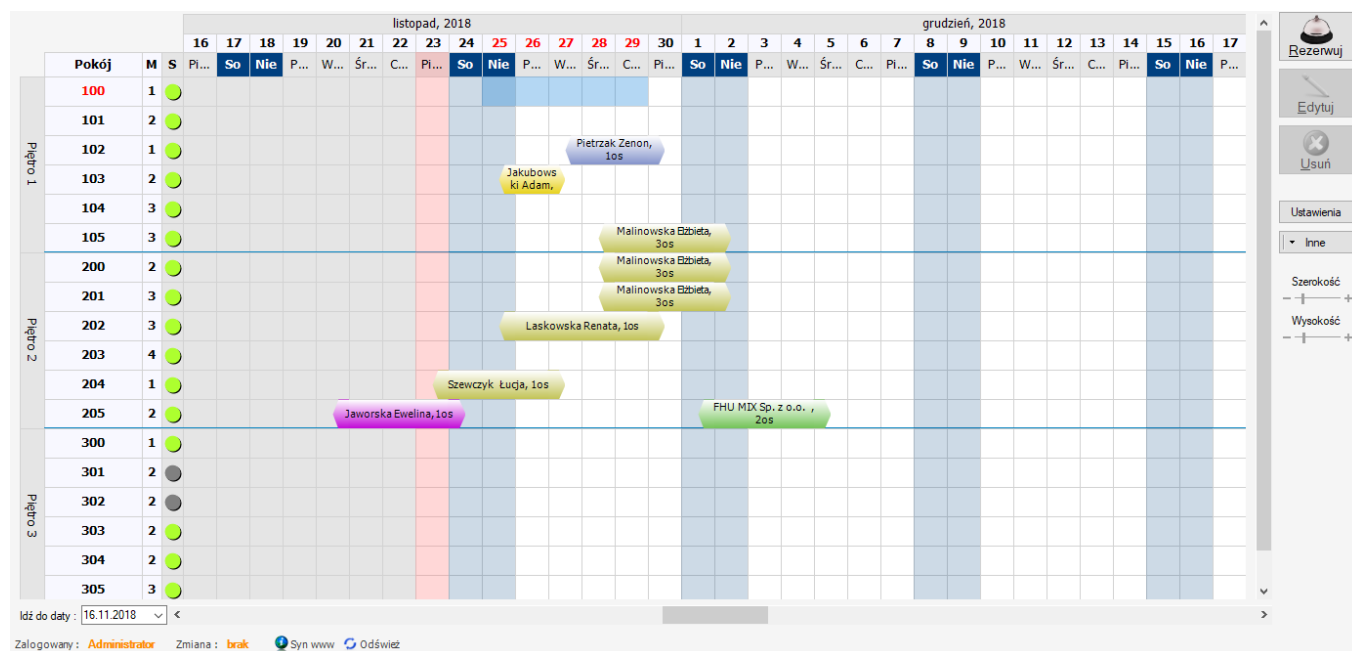 listopad, 2018 grudzień, 2018
16 17 18 19 20 21 22 23 24 25 26 27 28 29 30 1 2 3 4 5 6 7 8 9 10 11 12 13 14 15 16 17
Pokój M S Pi... So Nie P... W... Śr... C... Pi... So Nie P... W... Śr... C... Pi... So Nie P... W... Śr... C... Pi... So Nie P... W... Śr... C... Pi... So Nie P...
Piętro 1
100 1
101 2
102 1 Pietrzak Zenon,
1os
103 2 Jakubows
ki Adam,
104 3
105 3 Malinowska Elżbieta,
3os
Piętro 2
200 2 Malinowska Elżbieta,
3os
201 3 Malinowska Elżbieta,
3os
202 3 Laskowska Renata, 1os
203 4
204 1 Szewczyk Łucja, 1os
205 2 Jaworska Ewelina, 1os FHU MIX Sp. z o.o. ,
2os
Piętro 3
300 1
301 2
302 2
303 2
304 2
305 3
Rezerwuj
Edytuj
Usuń
Ustawienia
Inne
Szerokość
Wysokość
Idź do daty : 16.11.2018
Zalogowany : Administrator Zmiana : brak Syn www Odśwież